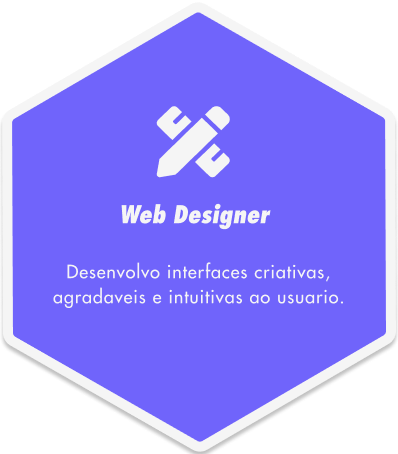 Web Designer
Desenvolvo interfaces criativas,
agradaveis e intuitivas ao usuario.